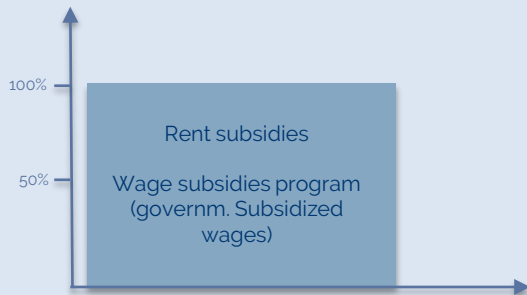 100%
Rent subsidies
50%
Wage subsidies program
(governm. Subsidized
wages)